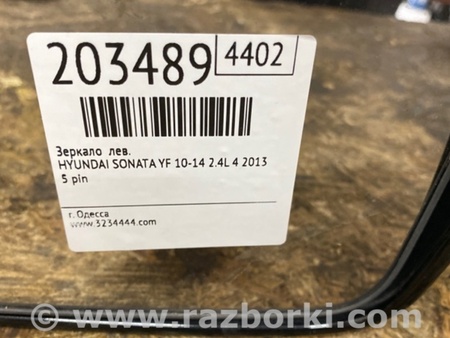 203489 4402
Зеркало лев.
HYUNDAI SONATA YF 10-14 2.4L 4 2013
5 pin
г. Одесса
www.3234444.com
© www.razborki.com/